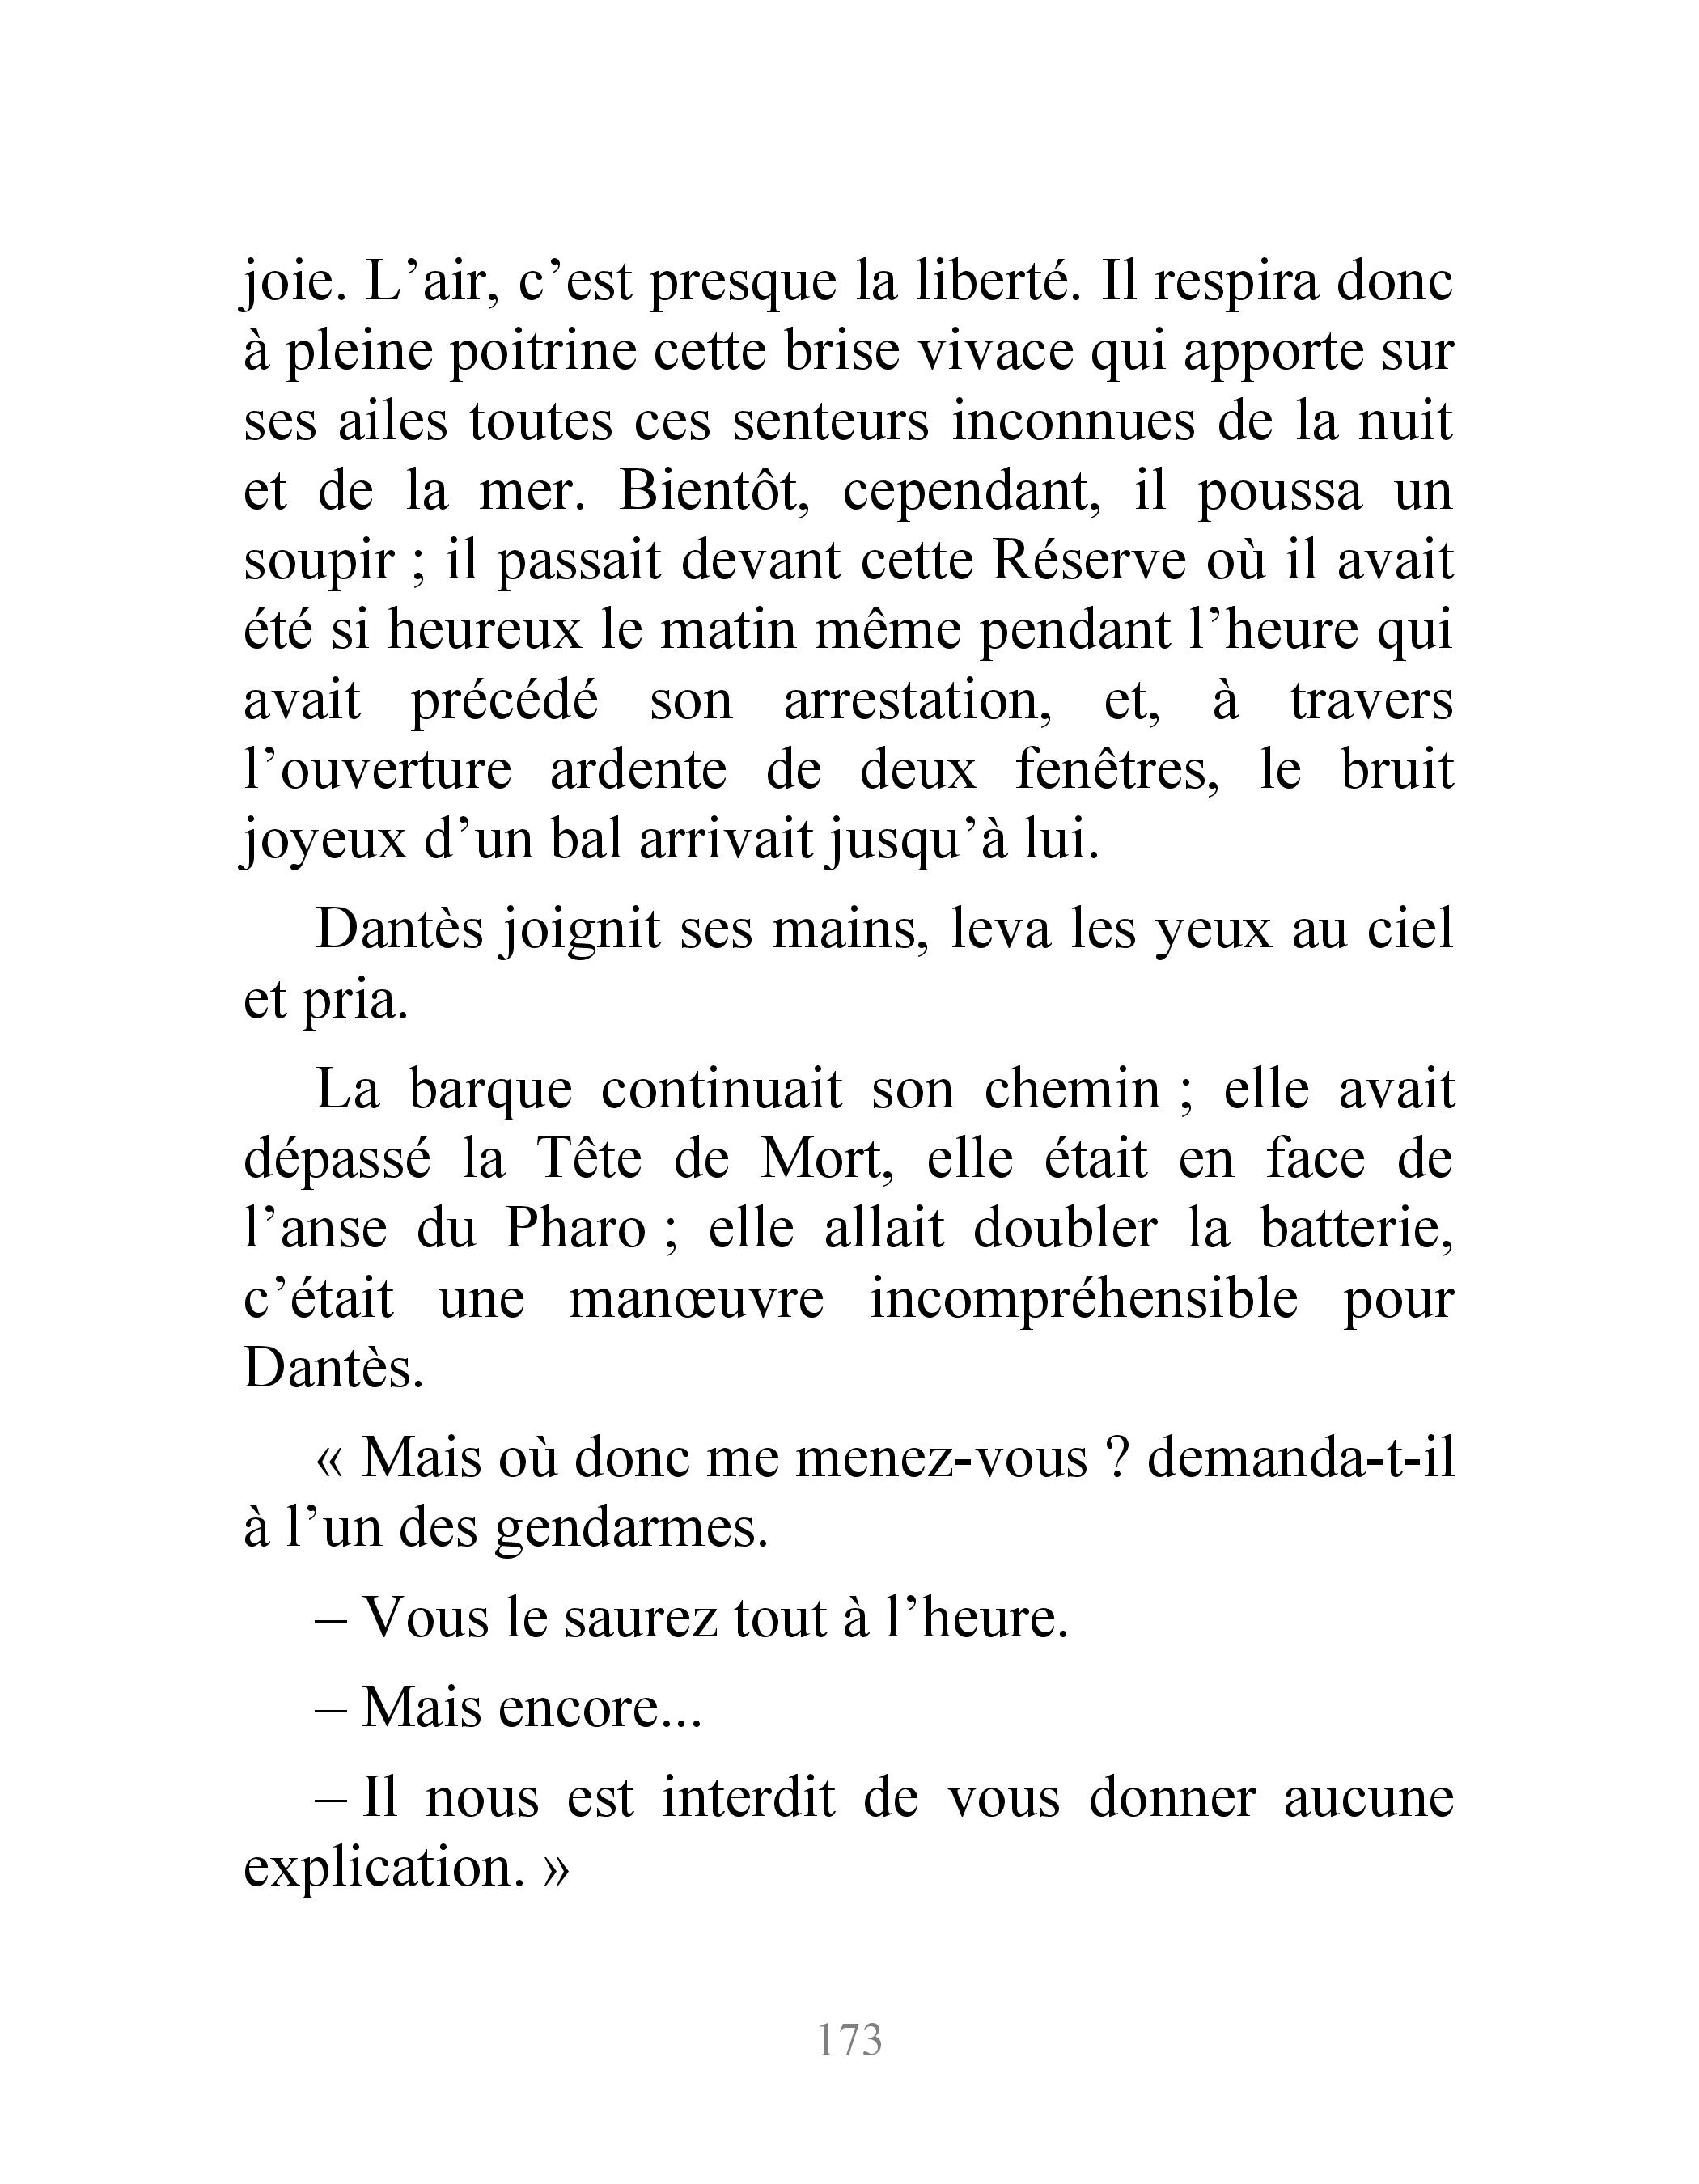 joie. L’air, c’est presque la liberté. Il respira donc
à pleine poitrine cette brise vivace qui apporte sur
ses ailes toutes ces senteurs inconnues de la nuit
et de la mer. Bientôt, cependant, il poussa un
soupir ; il passait devant cette Réserve où il avait
été si heureux le matin même pendant l’heure qui
avait précédé son arrestation, et, à travers
l’ouverture ardente de deux fenêtres, le bruit
joyeux d’un bal arrivait jusqu’à lui.
Dantès joignit ses mains, leva les yeux au ciel
et pria.
La barque continuait son chemin ; elle avait
dépassé la Tête de Mort, elle était en face de
l’anse du Pharo ; elle allait doubler la batterie,
c’était une manœuvre incompréhensible pour
Dantès.
« Mais où donc me menez-vous ? demanda-t-il
à l’un des gendarmes.
– Vous le saurez tout à l’heure.
– Mais encore...
– Il nous est interdit de vous donner aucune
explication. »
173